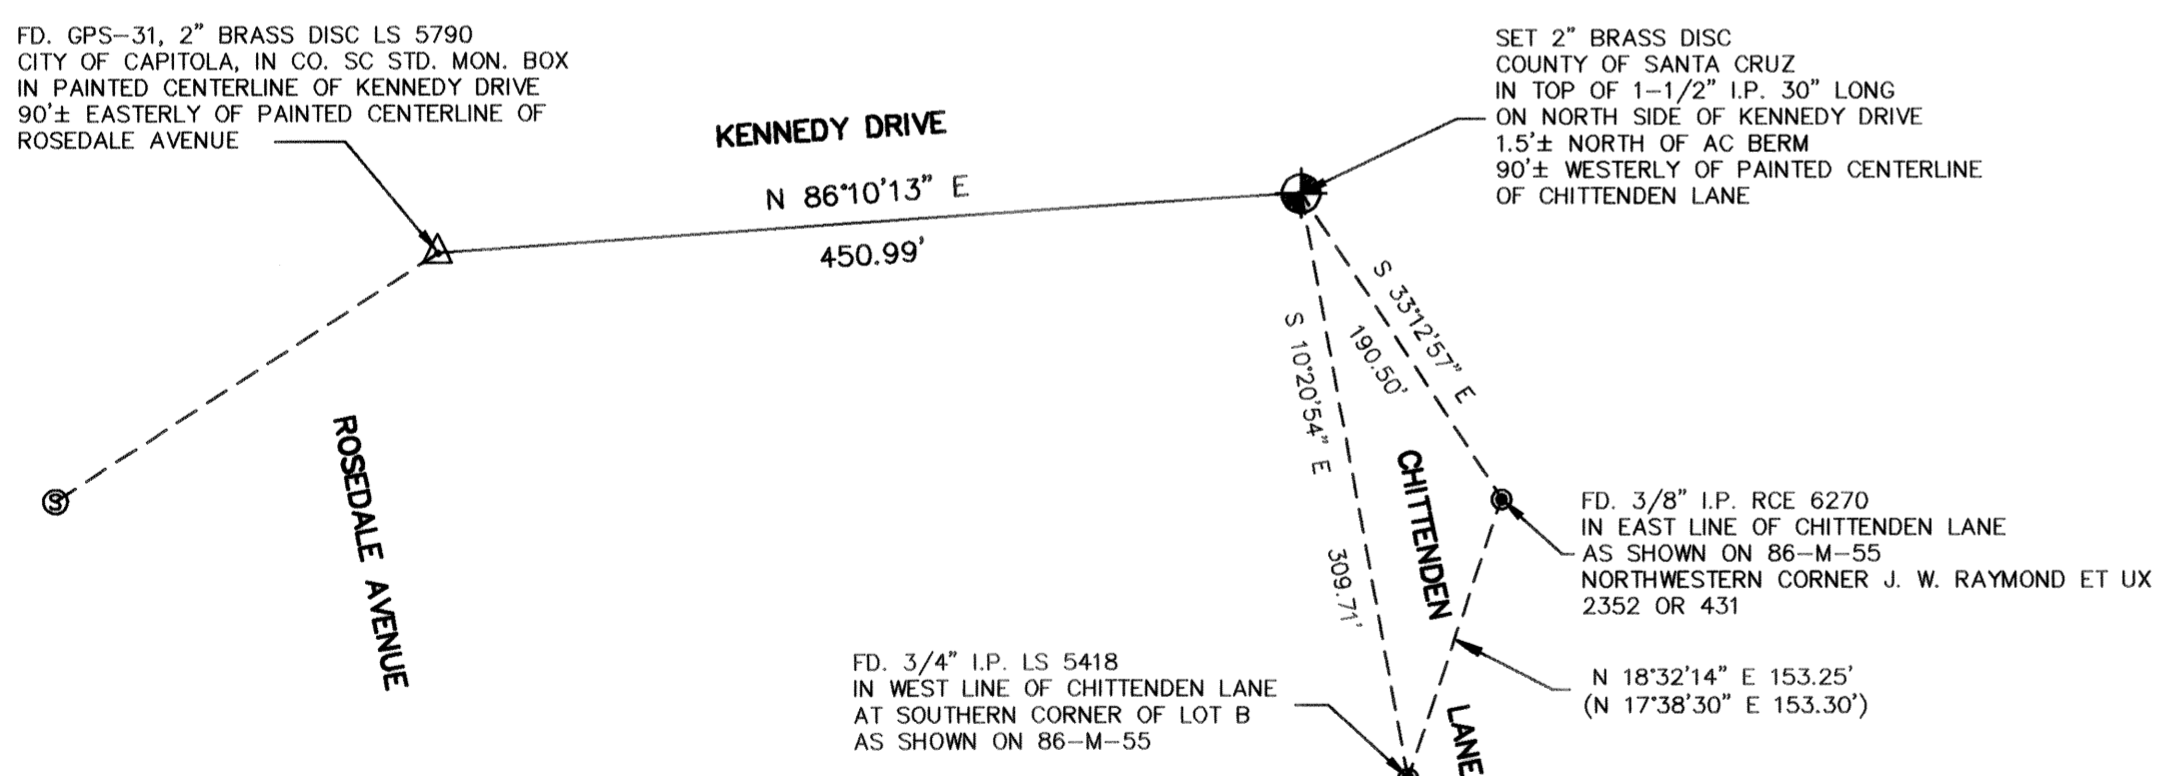 FD. GPS-31, 2" BRASS DISC LS 5790
CITY OF CAPITOLA, IN CO. SC STD. MON. BOX
IN PAINTED CENTERLINE OF KENNEDY DRIVE
90'± EASTERLY OF PAINTED CENTERLINE OF
ROSEDALE AVENUE
KENNEDY DRIVE
N 86°10'13" E
450.99'
SET 2" BRASS DISC
COUNTY OF SANTA CRUZ
IN TOP OF 1-1/2" I.P. 30" LONG
ON NORTH SIDE OF KENNEDY DRIVE
1.5'± NORTH OF AC BERM
90'± WESTERLY OF PAINTED CENTERLINE
OF CHITTENDEN LANE
S 33°12'57" E
190.50'
S 10°20'54" E
309.71'
S
ROSEDALE AVENUE
CHITTENDEN LANE
FD. 3/8" I.P. RCE 6270
IN EAST LINE OF CHITTENDEN LANE
AS SHOWN ON 86-M-55
NORTHWESTERN CORNER J. W. RAYMOND ET UX
2352 OR 431
FD. 3/4" I.P. LS 5418
IN WEST LINE OF CHITTENDEN LANE
AT SOUTHERN CORNER OF LOT B
AS SHOWN ON 86-M-55
N 18°32'14" E 153.25'
(N 17°38'30" E 153.30')